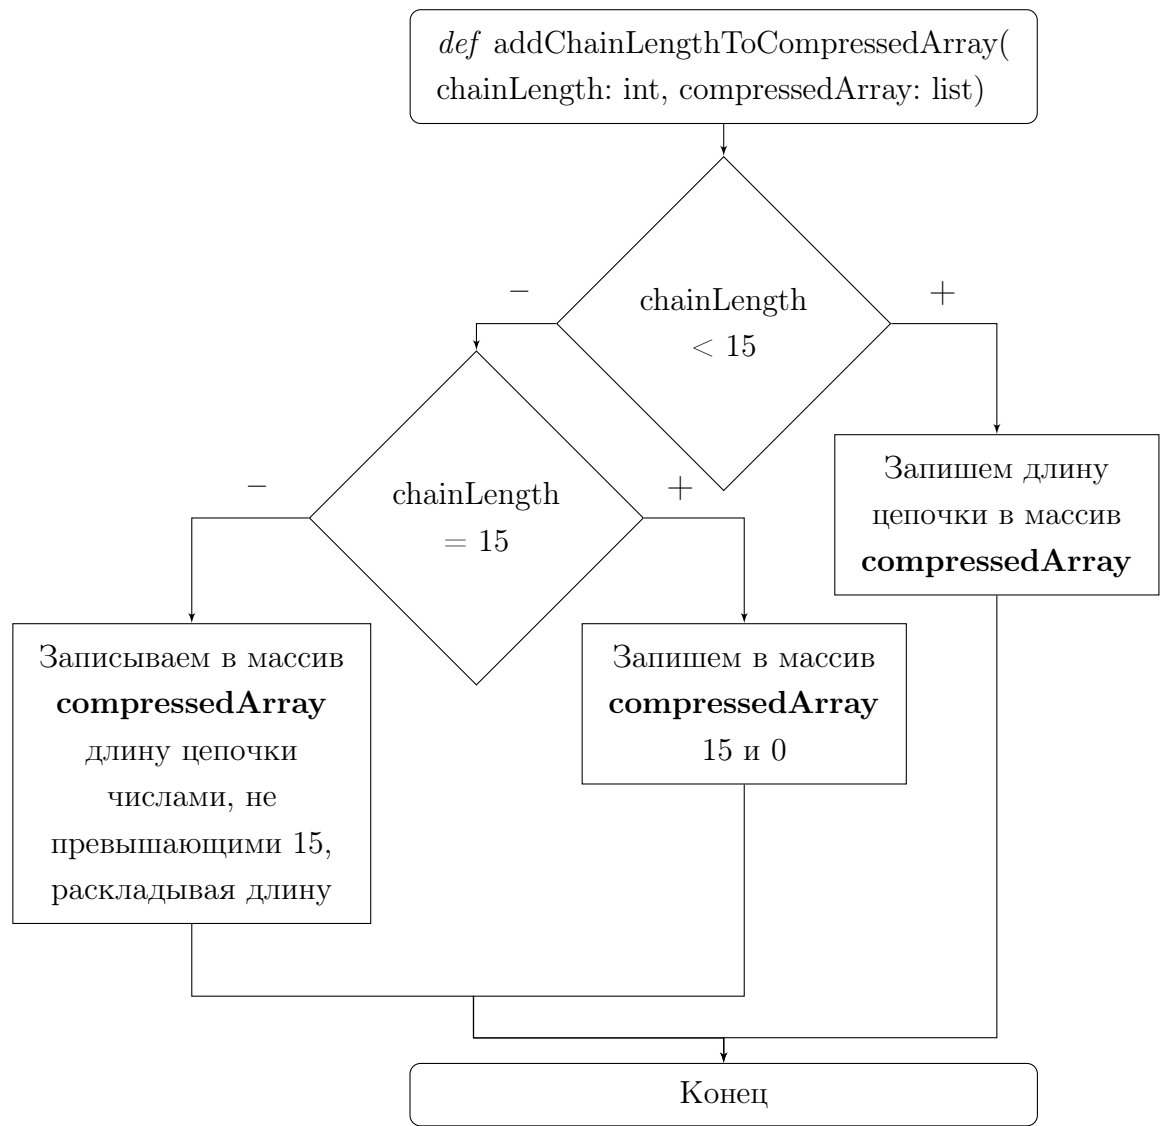 def addChainLengthToCompressedArray(
chainLength: int, compressedArray: list)
chainLength
< 15
–
+
chainLength
= 15
–
+
Запишем длину
цепочки в массив
compressedArray
Записываем в массив
compressedArray
длину цепочки
числами, не
превышающими 15,
раскладывая длину
Запишем в массив
compressedArray
15 и 0
Конец